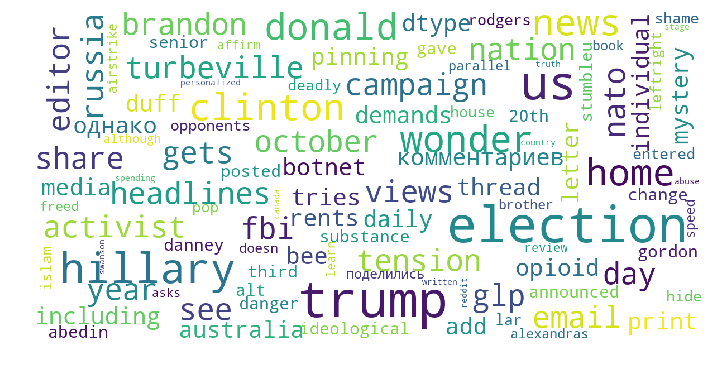 brandon donald dtype rodgers news shame stage
senior affirm airstrike russia editor
turbeville pinning gave nation stumbleu individual leftright book
deadly parallel truth mystery
personalized campaign us nato
duff clinton demands house 20th
однако opponents october wonder letter
although country
share gets botnet комментариев entered
media posted views thread home change
headlines tries spending abuse
freed pop rents daily brother speed
activist fbi substance election
islam danney doesn canada tension review gordon
hillary bee learn opioid day
swanson third поделились
year asks alt trump written reddit glp announced hide
see danger add lar email print
including ideological
abedin australia alexandras